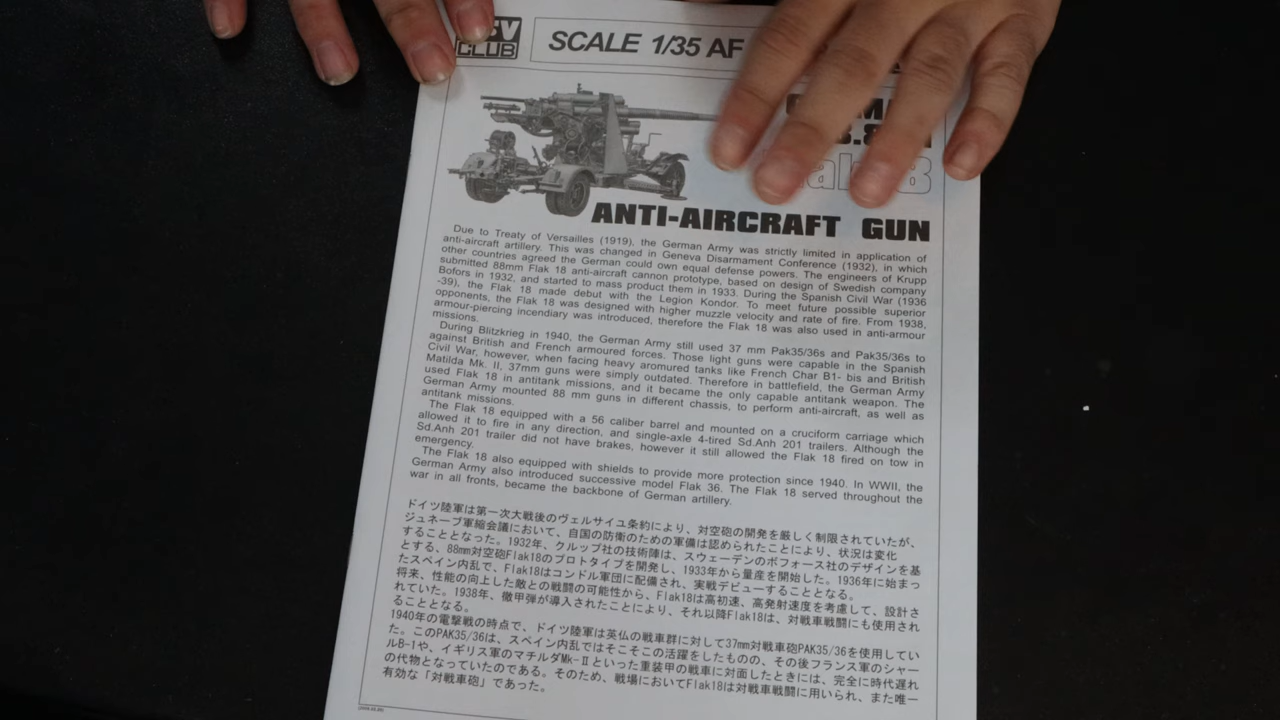 CLUB
SCALE 1/35 AF
ANTI-AIRCRAFT GUN
Due to Treaty of Versailles (1919), the German Army was strictly limited in application of
anti-aircraft artillery. This was changed in Geneva Disarmament Conference (1932), in which
other countries agreed the German could own equal defense powers. The engineers of Krupp
submitted 88mm Flak 18 anti-aircraft cannon prototype, based on design of Swedish company
Bofors in 1932, and started to mass product them in 1933. During the Spanish Civil War (1936
-39), the Flak 18 made debut with the Legion Kondor. To meet future possible superior
opponents, the Flak 18 was designed with higher muzzle velocity and rate of fire. From 1938,
armour-piercing incendiary was introduced, therefore the Flak 18 was also used in anti-armour
missions.
During Blitzkrieg in 1940, the German Army still used 37 mm Pak35/36s and Pak35/36s to
against British and French armoured forces. Those light guns were capable in the Spanish
Civil War, however, when facing heavy aromured tanks like French Char B1- bis and British
Matilda Mk. II, 37mm guns were simply outdated. Therefore in battlefield, the German Army
used Flak 18 in antitank missions, and it became the only capable antitank weapon. The
German Army mounted 88 mm guns in different chassis, to perform anti-aircraft, as well as
antitank missions.
The Flak 18 equipped with a 56 caliber barrel and mounted on a cruciform carriage which
allowed it to fire in any direction, and single-axle 4-tired Sd.Anh 201 trailers. Although the
Sd.Anh 201 trailer did not have brakes, however it still allowed the Flak 18 fired on tow in
emergency.
The Flak 18 also equipped with shields to provide more protection since 1940. In WWII, the
German Army also introduced successive model Flak 36. The Flak 18 served throughout the
war in all fronts, became the backbone of German artillery.
ドイツ陸軍は第一次大戦後のヴェルサイユ条約により、対空砲の開発を厳しく制限されていたが、
ジュネーブ軍縮会議において、自国の防衛のための軍備は認められたことにより、状況は変化
することとなった。1932年、クルップ社の技術陣は、スウェーデンのボフォース社のデザインを基
とする、88mm対空砲Flak18のプロトタイプを開発し、1933年から量産を開始した。1936年に始まっ
たスペイン内乱で、Flak18はコンドル軍団に配備され、実戦デビューすることとなる。
将来、性能の向上した敵との戦闘の可能性から、Flak18は高初速、高発射速度を考慮して、設計さ
れていた。1938年、徹甲弾が導入されたことにより、それ以降Flak18は、対戦車戦闘にも使用され
ることとなる。
1940年の電撃戦の時点で、ドイツ陸軍は英仏の戦車群に対して37mm対戦車砲PAK35/36を使用してい
た。このPAK35/36は、スペイン内乱ではそこそこの活躍をしたものの、その後フランス軍のシャー
ルB-1や、イギリス軍のマチルダMk-Ⅱといった重装甲の戦車に対面したときには、完全に時代遅れ
の代物となっていたのである。そのため、戦場においてFlak18は対戦車戦闘に用いられ、また唯一
有効な「対戦車砲」であった。